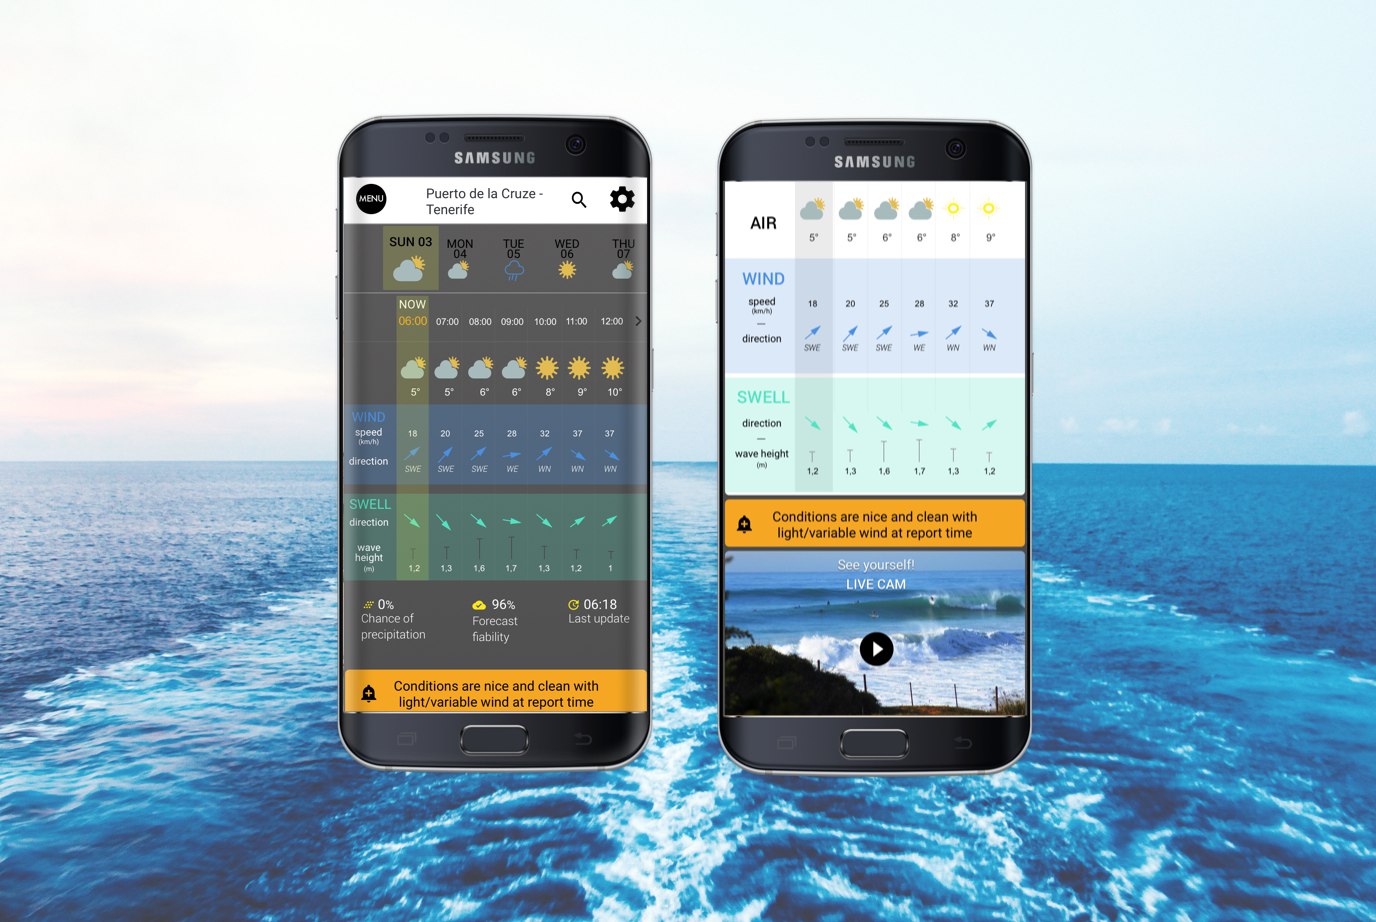 SAMSUNG
MENU
Puerto de la Cruze -
Tenerife
SUN 03
MON
04
TUE
05
WED
06
THU
07
NOW
06:00 07:00 08:00 09:00 10:00 11:00 12:00
5° 5° 6° 6° 8° 9° 10°
WIND
speed
(km/h)
18 20 25 28 32 37 37
direction
SWE SWE SWE WE WN WN WN
SWELL
direction
wave
height
(m)
1,2 1,3 1,6 1,7 1,3 1,2 1
0%
Chance of
precipitation
96%
Forecast
fiability
06:18
Last update
Conditions are nice and clean with
light/variable wind at report time
SAMSUNG
AIR
5° 5° 6° 6° 8° 9°
WIND
speed
(km/h)
18 20 25 28 32 37
—
direction
SWE SWE SWE WE WN WN
SWELL
direction
—
wave height
(m)
1,2 1,3 1,6 1,7 1,3 1,2
Conditions are nice and clean with
light/variable wind at report time
See yourself!
LIVE CAM